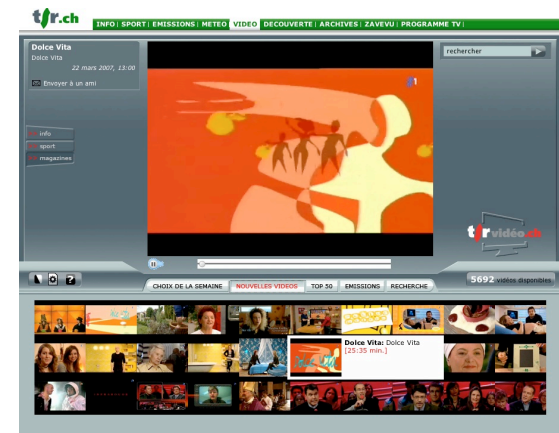 tsr.ch
INFO| SPORT| EMISSIONS| METEO VIDEO DECOUVERTE| ARCHIVES| ZAVEVU| PROGRAMME TV|
Dolce Vita
Dolce Vita
22 mars 2007, 13:00
Envoyer à un ami
rechercher
1
info
sport
magazines
tsrvidéo.ch
?
CHOIX DE LA SEMAINE
NOUVELLES VIDEOS
TOP 50
EMISSIONS
RECHERCHE
5692 vidéos disponibles
Dolce Vita: Dolce Vita
[25:35 min.]